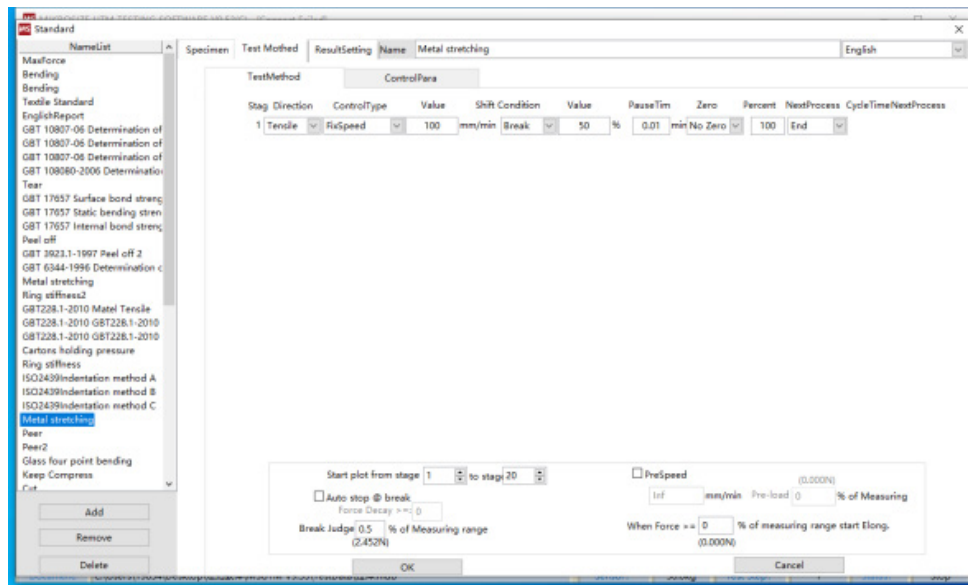 Standard
NameList
MaxForce
Bending
Bending
Textile Standard
EnglishReport
GBT 10807-06 Determination of
GBT 10807-06 Determination of
GBT 10807-06 Determination of
GBT 108080-2006 Determination
Tear
GBT 17657 Surface bond streng
GBT 17657 Static bending stren
GBT 17657 Internal bond streng
Peel off
GBT 3923.1-1997 Peel off 2
GBT 6344-1996 Determination c
Metal stretching
Ring stiffness2
GBT228.1-2010 Matel Tensile
GBT228.1-2010 GBT228.1-2010
GBT228.1-2010 GBT228.1-2010
Cartons holding pressure
Ring stiffness
ISO2439Indentation method A
ISO2439Indentation method B
ISO2439Indentation method C
Metal stretching
Peer
Peer2
Glass four point bending
Keep Compress
Cut
Add
Remove
Delete
Specimen Test Mothed ResultSetting Name Metal stretching English
TestMethod ControlPara
Stag Direction ControlType Value Shift Condition Value PauseTim Zero Percent NextProcess CycleTimeNextProcess
1 Tensile FixSpeed 100 mm/min Break 50 % 0.01 min No Zero 100 End
Start plot from stage 1 to stage 20
Auto stop @ break
Force Decay >=: 0
Break Judge 0.5 % of Measuring range
(2.452N)
PreSpeed (0.000N)
Inf mm/min Pre-load 0 % of Measuring
When Force >= 0 % of measuring range start Elong.
(0.000N)
OK Cancel